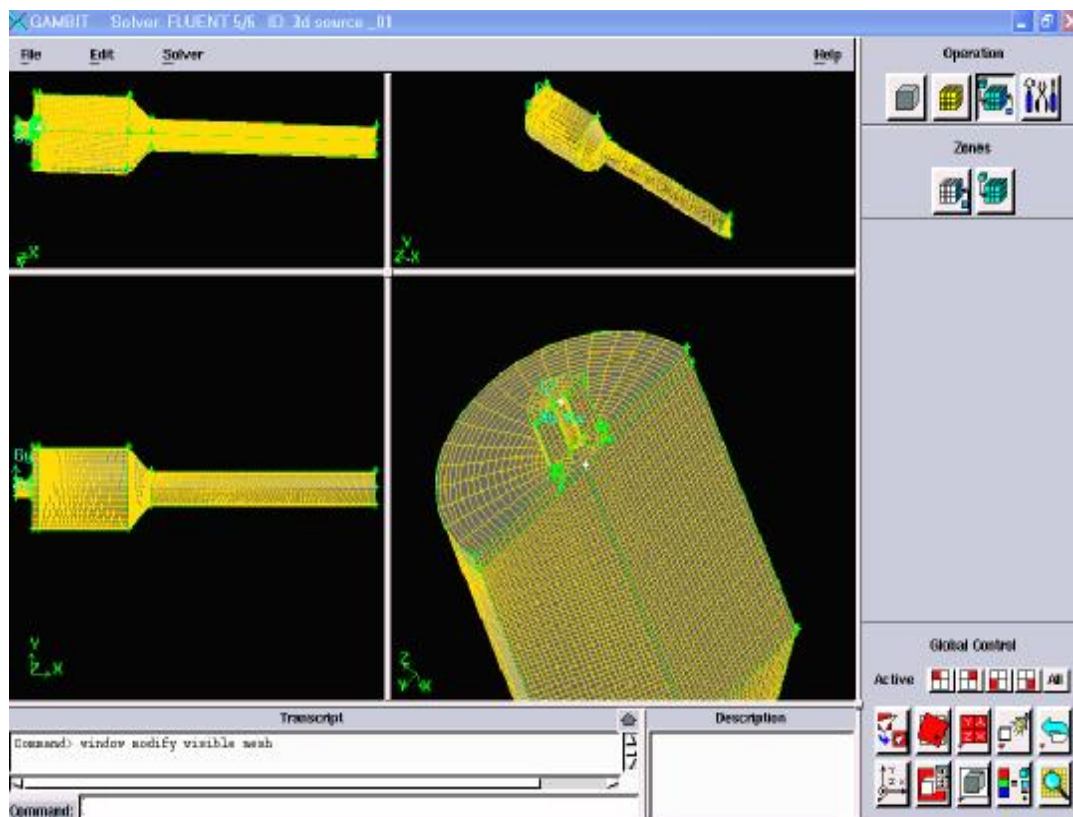 GAMBIT Solver: FLUENT 5/6 ID: 3d source _01
File Edit Solver Help
Operation
Zones
Z X
Y
Z X
Y
Z X
Z
Y X
Global Control
Active All
Transcript
Description
Command> window modify visible mesh
Command: